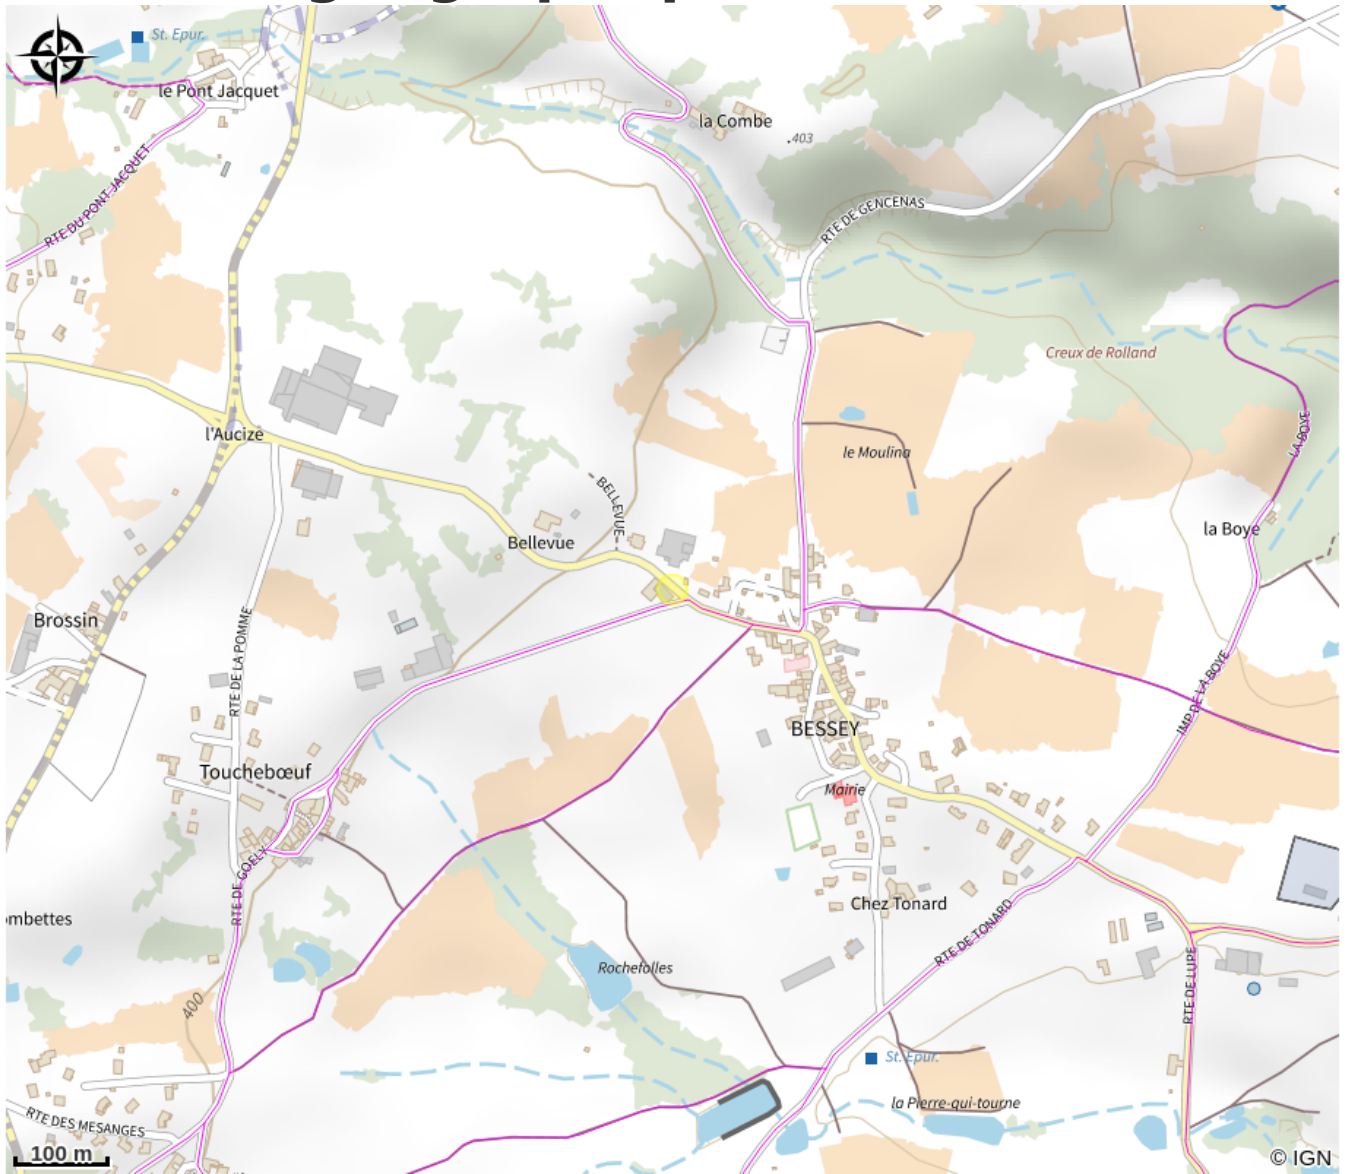 St. Epur.
le Pont Jacquet
la Combe
403
RTE DU PONT JACQUET
RTE DE GENCENAS
Creux de Rolland
LA BOYE
l'Aucize
le Moulina
BELLEVUE
la Boye
Bellevue
Brossin
RTE DE LA POMME
IMP DE LA BOYE
BESSEY
Touchebœuf
Mairie
RTE DE GOELY
Chez Tonard
ombettes
RTE DE TONARD
Rochefolles
RTE DE LUPE
400
St. Epur.
la Pierre-qui-tourne
RTE DES MESANGES
100 m
© IGN